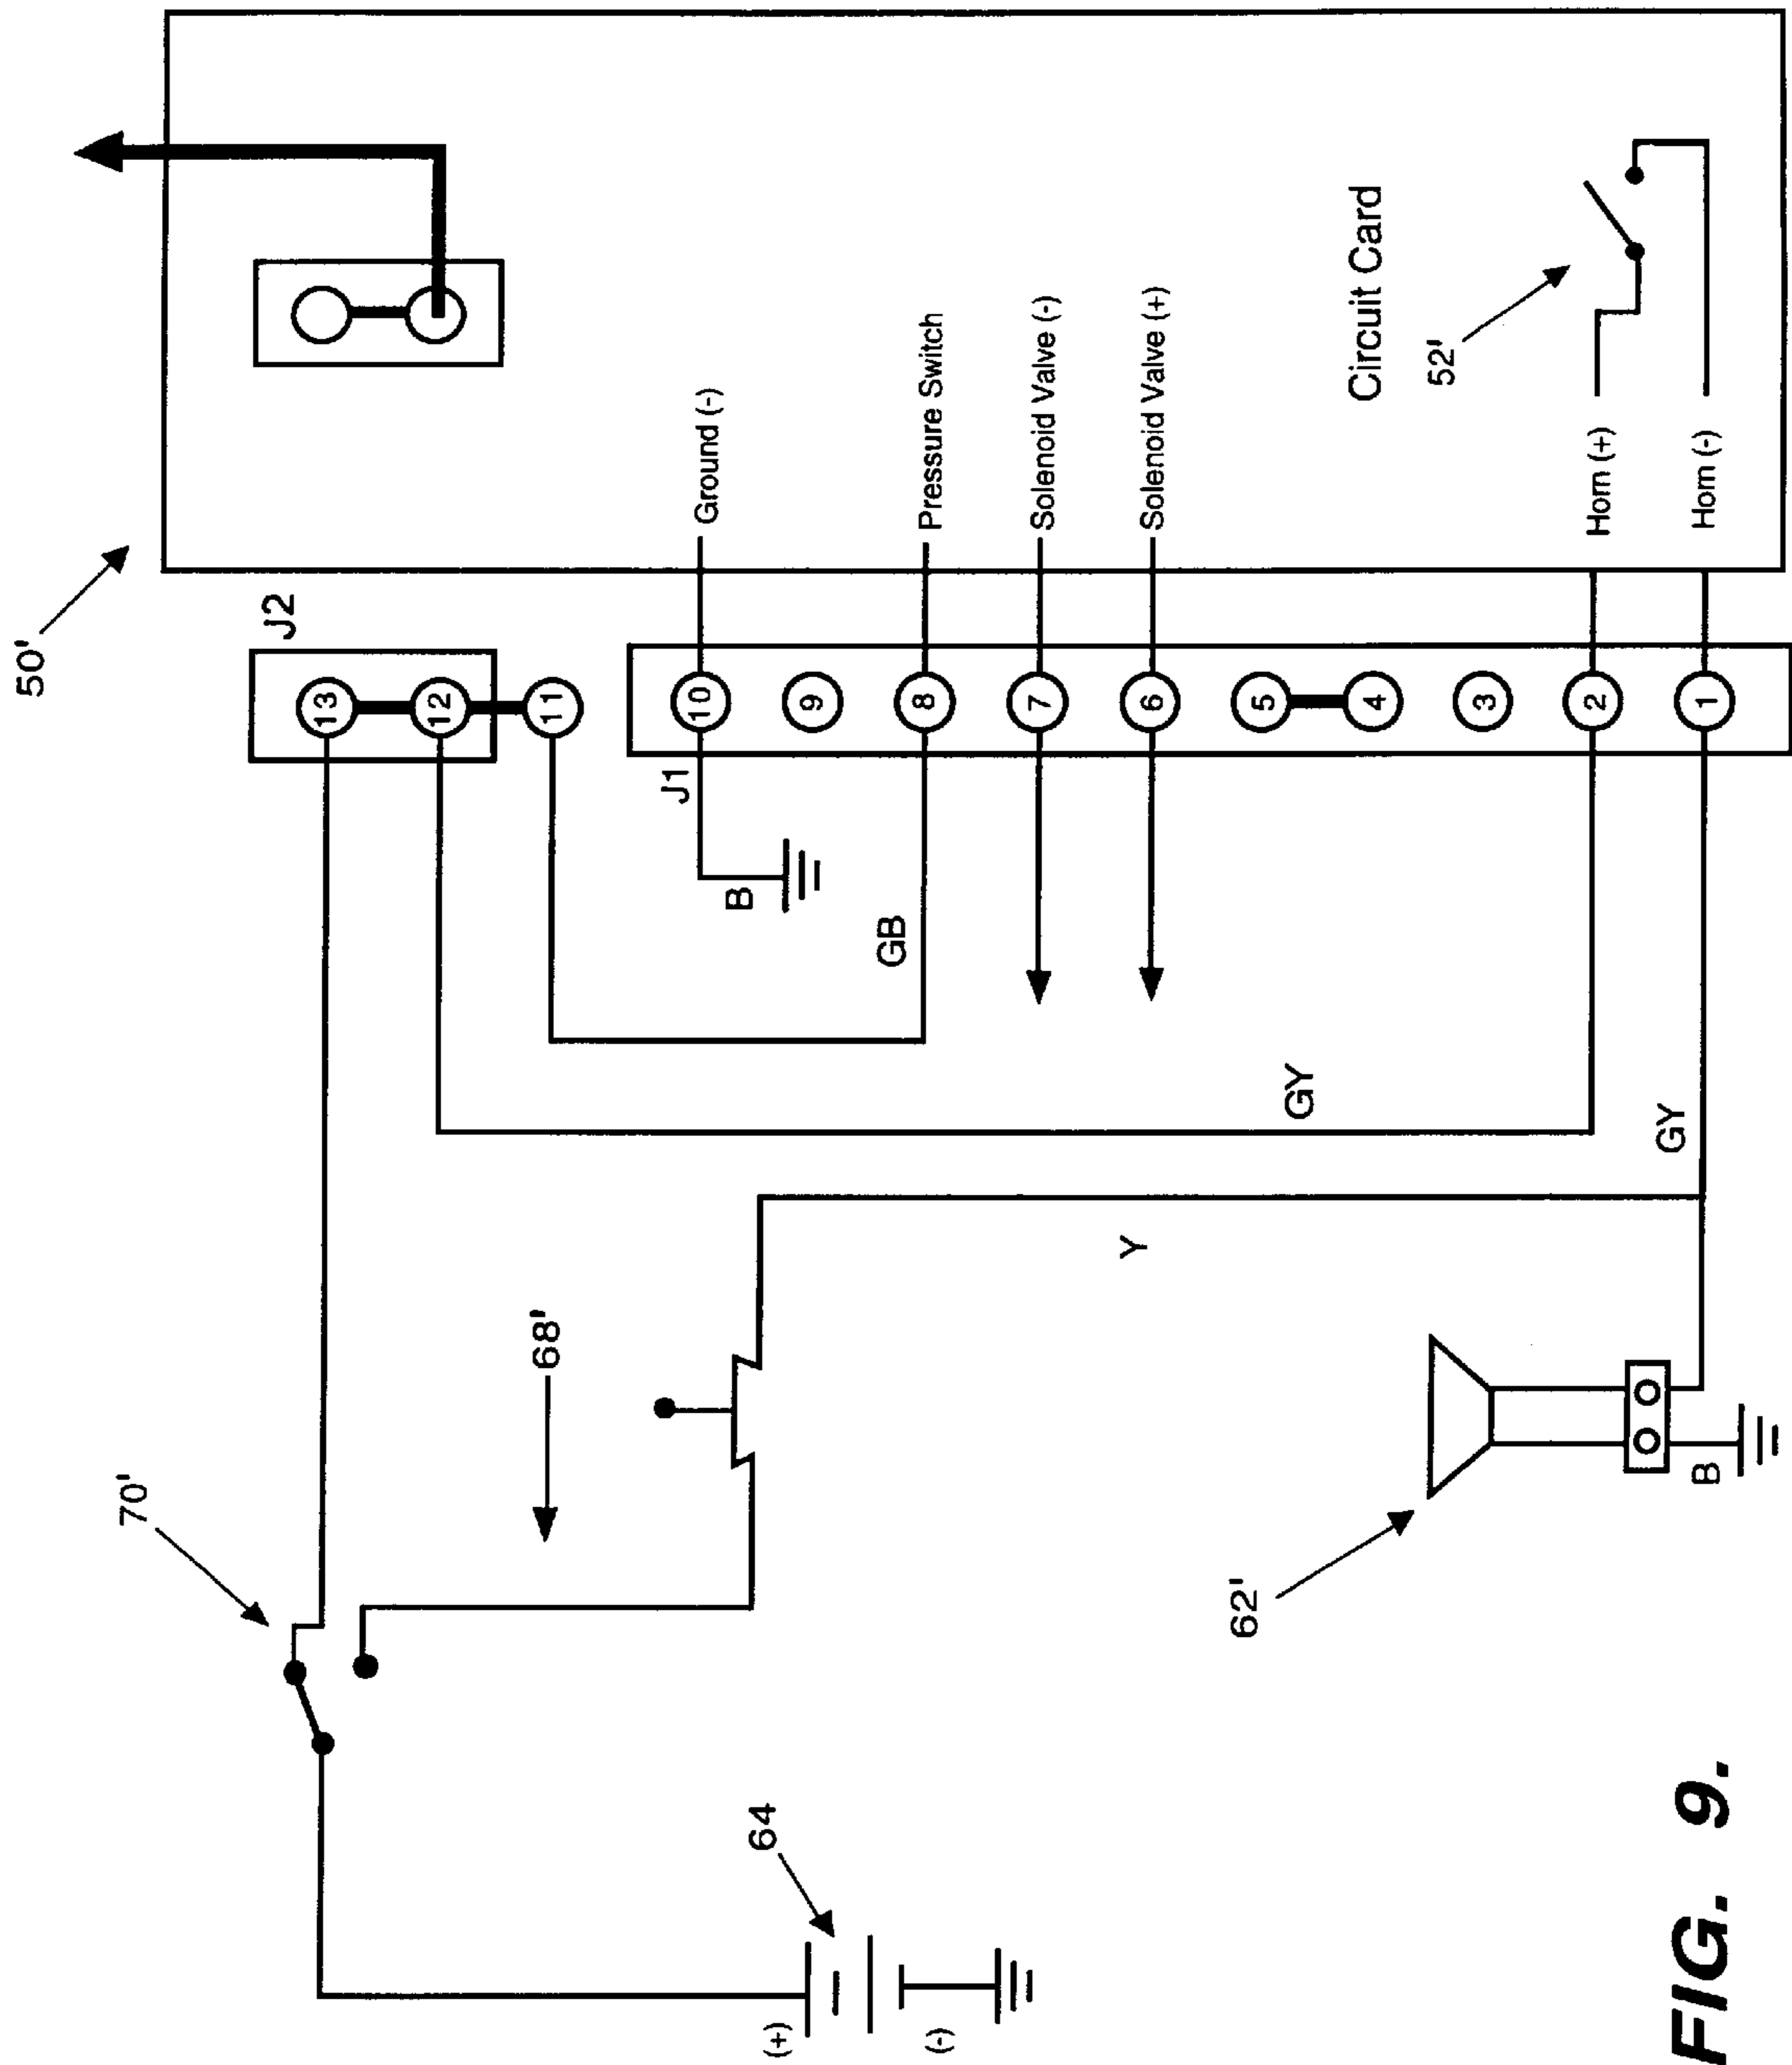 50'
70'
J2
13
12
68'
11
J1
10
Ground (-)
B
64
(+)
9
GB
8
Pressure Switch
(-)
7
Solenoid Valve (-)
Y
6
Solenoid Valve (+)
62'
5
GY
4
Circuit Card
52'
3
2
Horn (+)
GY
B
1
Horn (-)
FIG. 9.